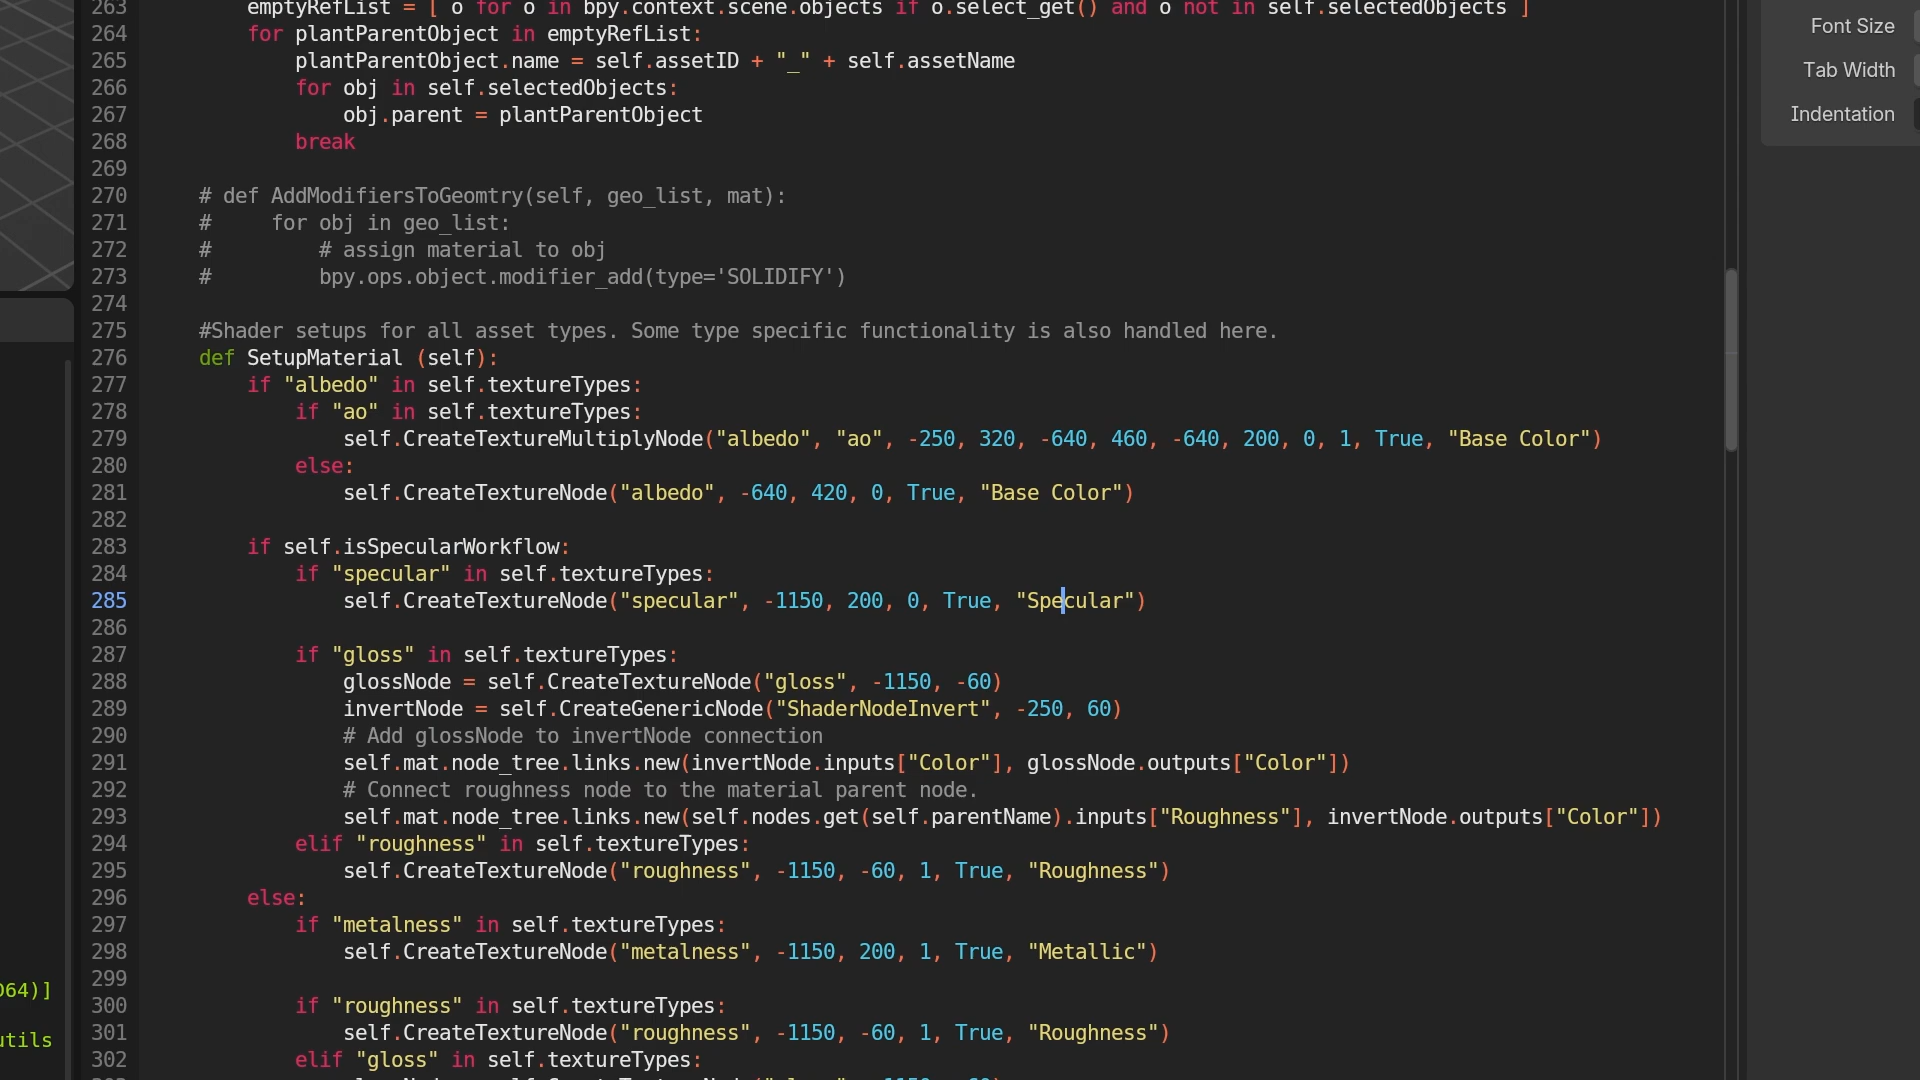 263 emptyRefList = [ o for o in bpy.context.scene.objects if o.select_get() and o not in self.selectedObjects ]
264 for plantParentObject in emptyRefList:
265 plantParentObject.name = self.assetID + "_" + self.assetName
266 for obj in self.selectedObjects:
267 obj.parent = plantParentObject
268 break
269
270 # def AddModifiersToGeomtry(self, geo_list, mat):
271 # for obj in geo_list:
272 # # assign material to obj
273 # bpy.ops.object.modifier_add(type='SOLIDIFY')
274
275 #Shader setups for all asset types. Some type specific functionality is also handled here.
276 def SetupMaterial (self):
277 if "albedo" in self.textureTypes:
278 if "ao" in self.textureTypes:
279 self.CreateTextureMultiplyNode("albedo", "ao", -250, 320, -640, 460, -640, 200, 0, 1, True, "Base Color")
280 else:
281 self.CreateTextureNode("albedo", -640, 420, 0, True, "Base Color")
282
283 if self.isSpecularWorkflow:
284 if "specular" in self.textureTypes:
285 self.CreateTextureNode("specular", -1150, 200, 0, True, "Specular")
286
287 if "gloss" in self.textureTypes:
288 glossNode = self.CreateTextureNode("gloss", -1150, -60)
289 invertNode = self.CreateGenericNode("ShaderNodeInvert", -250, 60)
290 # Add glossNode to invertNode connection
291 self.mat.node_tree.links.new(invertNode.inputs["Color"], glossNode.outputs["Color"])
292 # Connect roughness node to the material parent node.
293 self.mat.node_tree.links.new(self.nodes.get(self.parentName).inputs["Roughness"], invertNode.outputs["Color"])
294 elif "roughness" in self.textureTypes:
295 self.CreateTextureNode("roughness", -1150, -60, 1, True, "Roughness")
296 else:
297 if "metalness" in self.textureTypes:
298 self.CreateTextureNode("metalness", -1150, 200, 1, True, "Metallic")
299
300 if "roughness" in self.textureTypes:
301 self.CreateTextureNode("roughness", -1150, -60, 1, True, "Roughness")
302 elif "gloss" in self.textureTypes:
Font Size
Tab Width
Indentation
64)]
utils